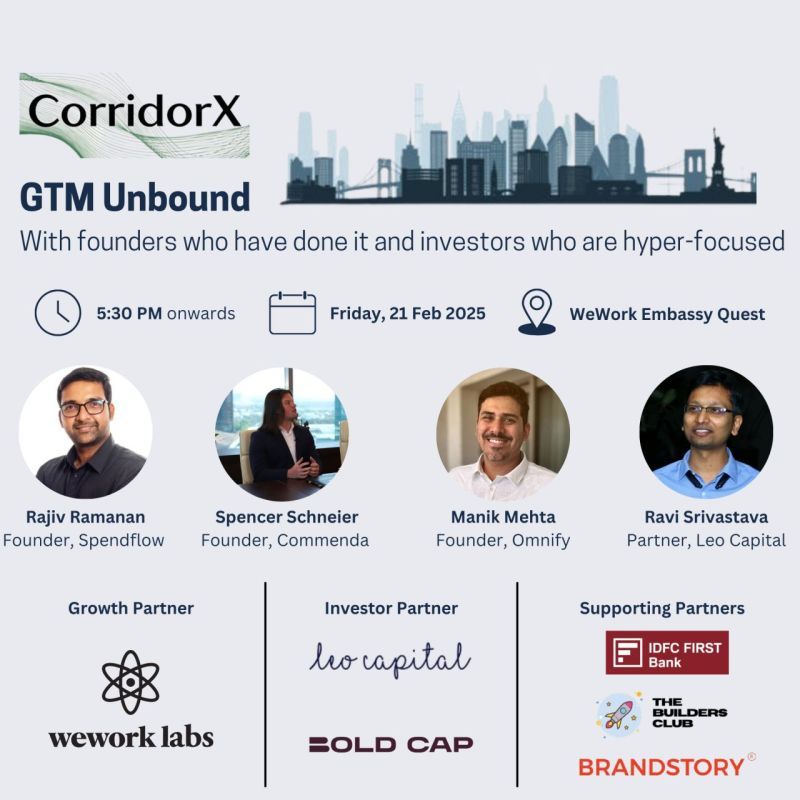 CorridorX
GTM Unbound
With founders who have done it and investors who are hyper-focused
5:30 PM onwards
Friday, 21 Feb 2025
WeWork Embassy Quest
Rajiv Ramanan
Founder, Spendflow
Spencer Schneier
Founder, Commenda
Manik Mehta
Founder, Omnify
Ravi Srivastava
Partner, Leo Capital
Growth Partner
wework labs
Investor Partner
leo capital
BOLD CAP
Supporting Partners
IDFC FIRST
Bank
THE
BUILDERS
CLUB
BRANDSTORY®